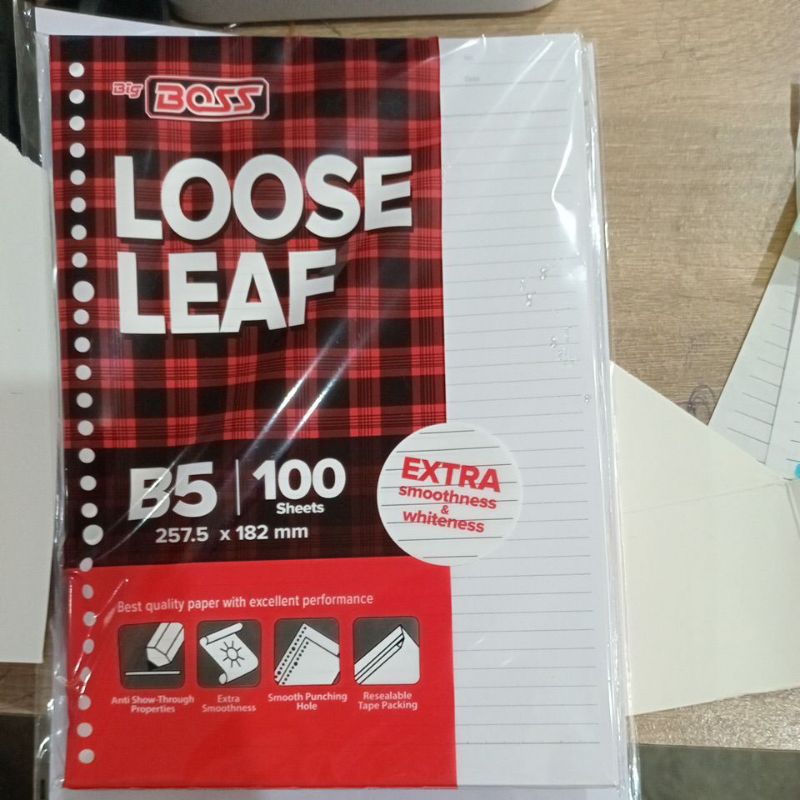 Big BOSS
LOOSE
LEAF
B5 | 100
Sheets
257.5 x 182 mm
EXTRA
smoothness
&
whiteness
Best quality paper with excellent performance
Anti Show-Through
Properties
Extra
Smoothness
Smooth Punching
Hole
Resealable
Tape Packing